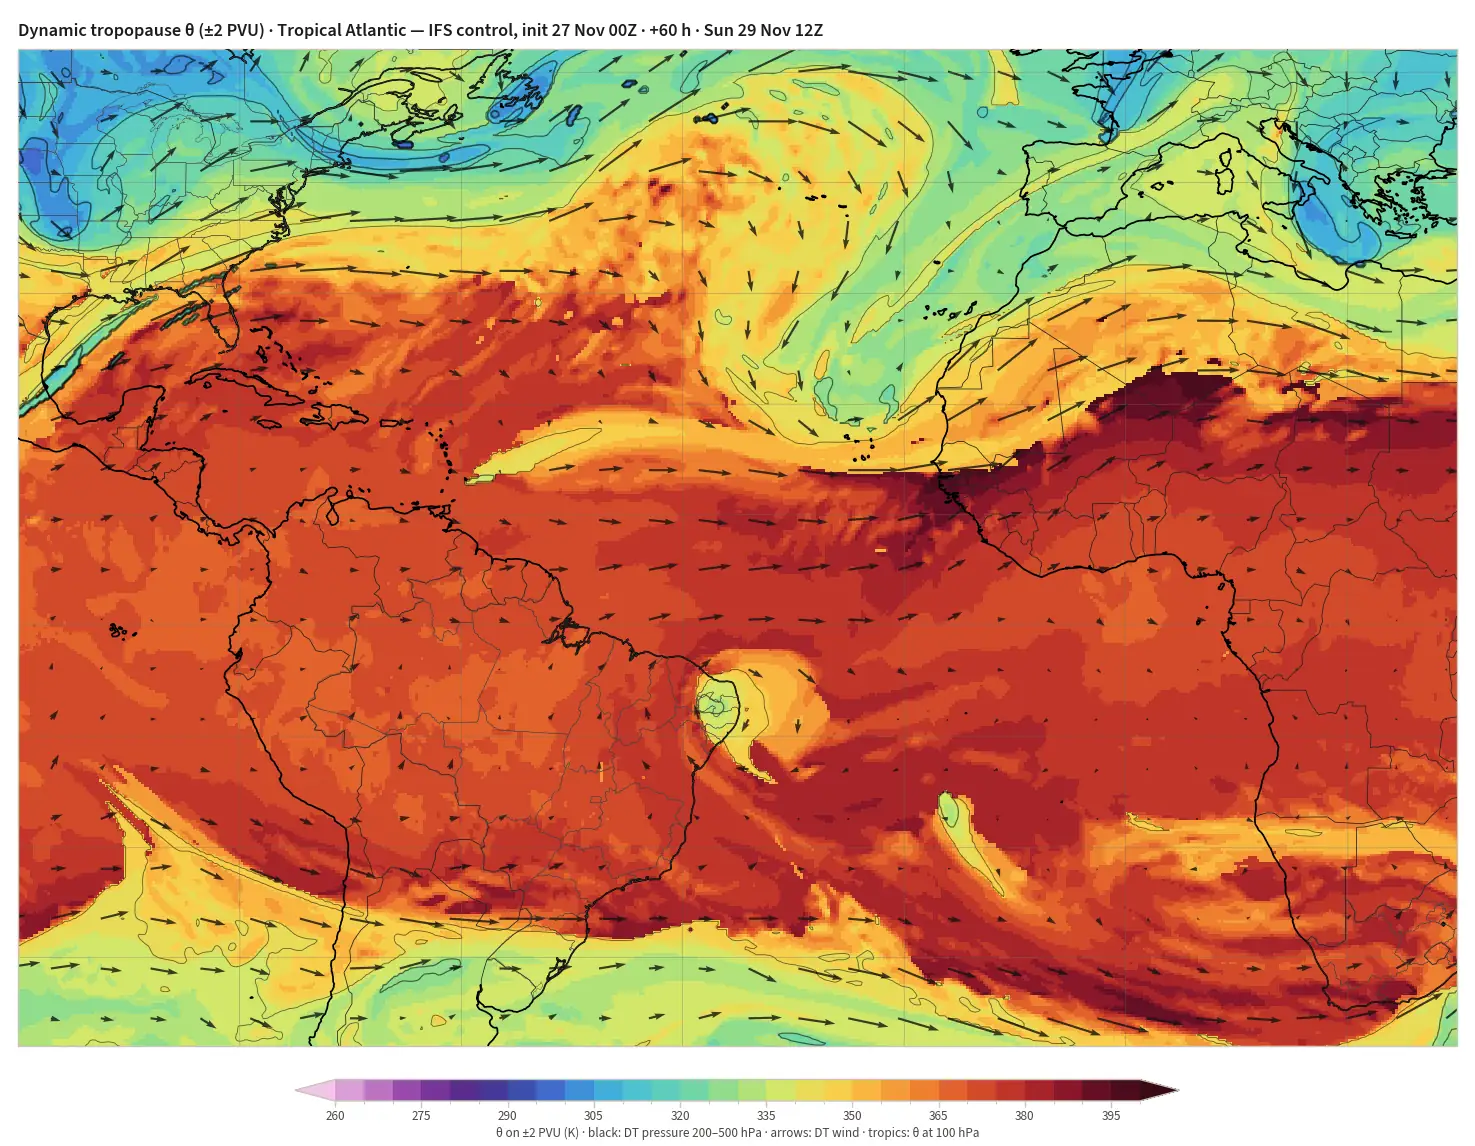 Dynamic tropopause θ (±2 PVU) · Tropical Atlantic — IFS control, init 27 Nov 00Z · +60 h · Sun 29 Nov 12Z
260 275 290 305 320 335 350 365 380 395
θ on ±2 PVU (K) · black: DT pressure 200–500 hPa · arrows: DT wind · tropics: θ at 100 hPa